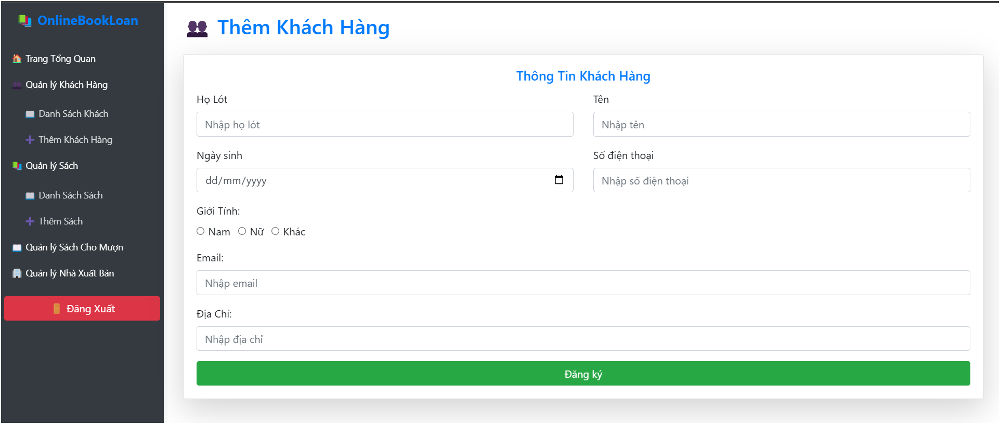 OnlineBookLoan
Trang Tổng Quan
Quản lý Khách Hàng
Danh Sách Khách
Thêm Khách Hàng
Quản lý Sách
Danh Sách Sách
Thêm Sách
Quản lý Sách Cho Mượn
Quản lý Nhà Xuất Bản
Đăng Xuất
Thêm Khách Hàng
Thông Tin Khách Hàng
Họ Lót
Tên
Nhập họ lót
Nhập tên
Ngày sinh
Số điện thoại
dd/mm/yyyy
Nhập số điện thoại
Giới Tính:
Nam Nữ Khác
Email:
Nhập email
Địa Chỉ:
Nhập địa chỉ
Đăng ký